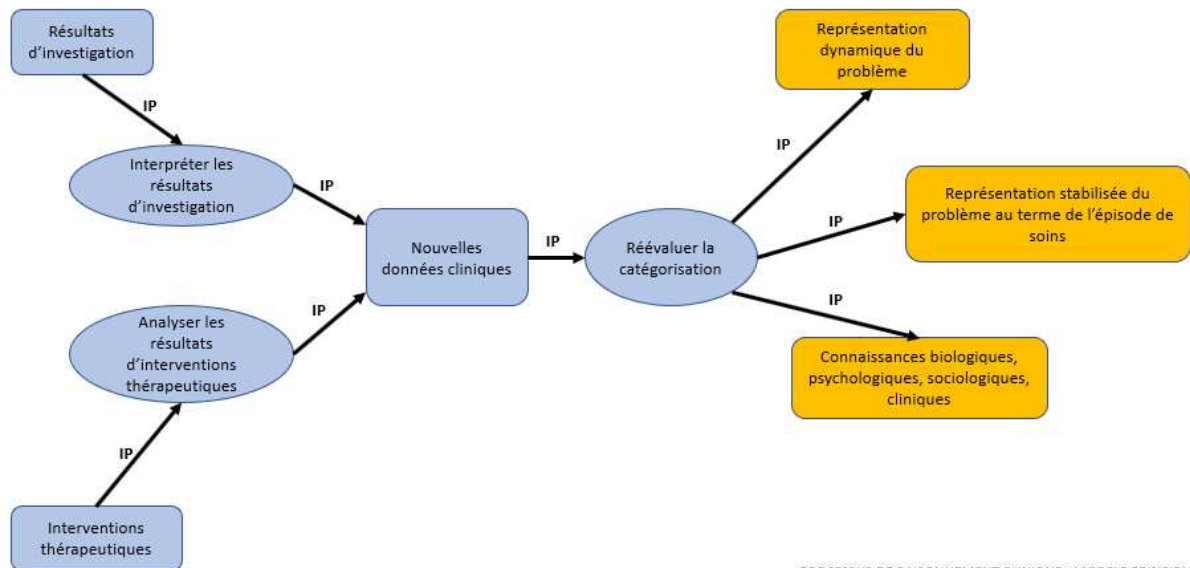 Résultats
d’investigation
IP
Interpréter les
résultats
d’investigation
IP
Nouvelles
données cliniques
Analyser les
résultats
d’interventions
thérapeutiques
IP
IP
Interventions
thérapeutiques
IP
Réévaluer la
catégorisation
IP
Représentation
dynamique du
problème
IP
Représentation stabilisée du
problème au terme de l’épisode de
soins
IP
Connaissances biologiques,
psychologiques, sociologiques,
cliniques